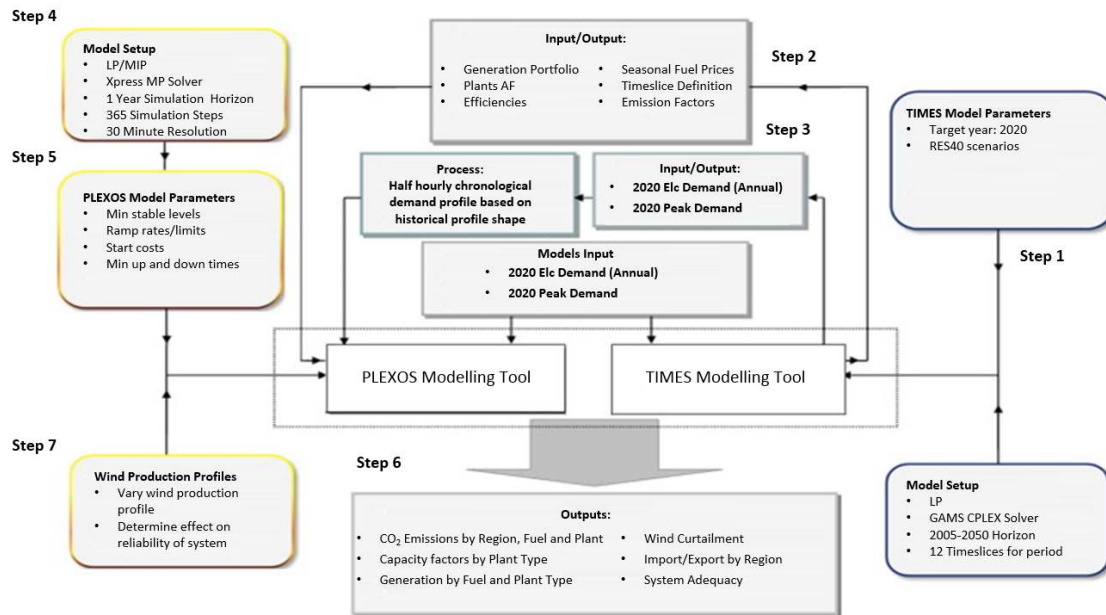 Step 4
Model Setup
• LP/MIP
• Xpress MP Solver
• 1 Year Simulation Horizon
• 365 Simulation Steps
• 30 Minute Resolution
Step 5
PLEXOS Model Parameters
• Min stable levels
• Ramp rates/limits
• Start costs
• Min up and down times
Step 7
Wind Production Profiles
• Vary wind production
profile
• Determine effect on
reliability of system
Input/Output:
• Generation Portfolio
• Plants AF
• Efficiencies
• Seasonal Fuel Prices
• Timeslice Definition
• Emission Factors
Step 2
Step 3
Process:
Half hourly chronological
demand profile based on
historical profile shape
Input/Output:
• 2020 Elc Demand (Annual)
• 2020 Peak Demand
Models Input
• 2020 Elc Demand (Annual)
• 2020 Peak Demand
PLEXOS Modelling Tool
TIMES Modelling Tool
Step 6
Outputs:
• CO₂ Emissions by Region, Fuel and Plant
• Capacity factors by Plant Type
• Generation by Fuel and Plant Type
• Wind Curtailment
• Import/Export by Region
• System Adequacy
TIMES Model Parameters
• Target year: 2020
• RES40 scenarios
Step 1
Model Setup
• LP
• GAMS CPLEX Solver
• 2005-2050 Horizon
• 12 Timeslices for period